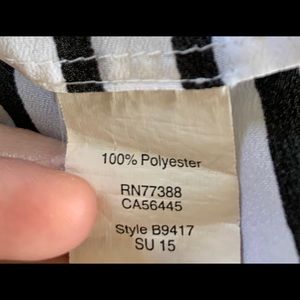 100% Polyester
RN77388
CA56445
Style B9417
SU 15